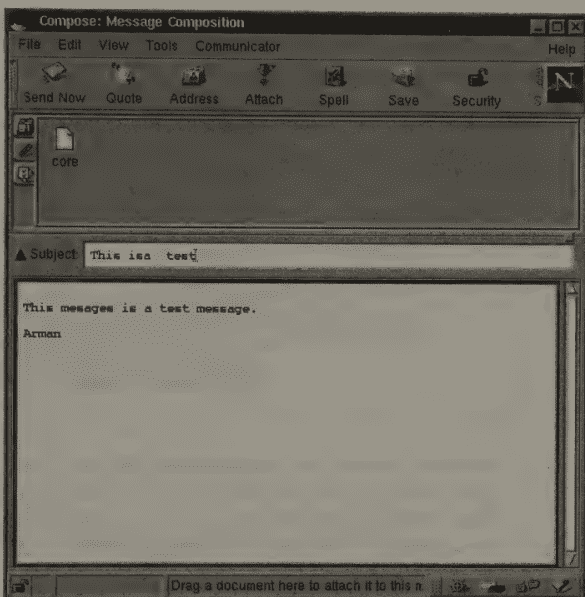 Compose: Message Composition
File Edit View Tools Communicator Help
Send Now Quote Address Attach Spell Save Security S
N
core
Subject: This isa test
This mesages is a test message.
Arman
Drag a document here to attach it to this m